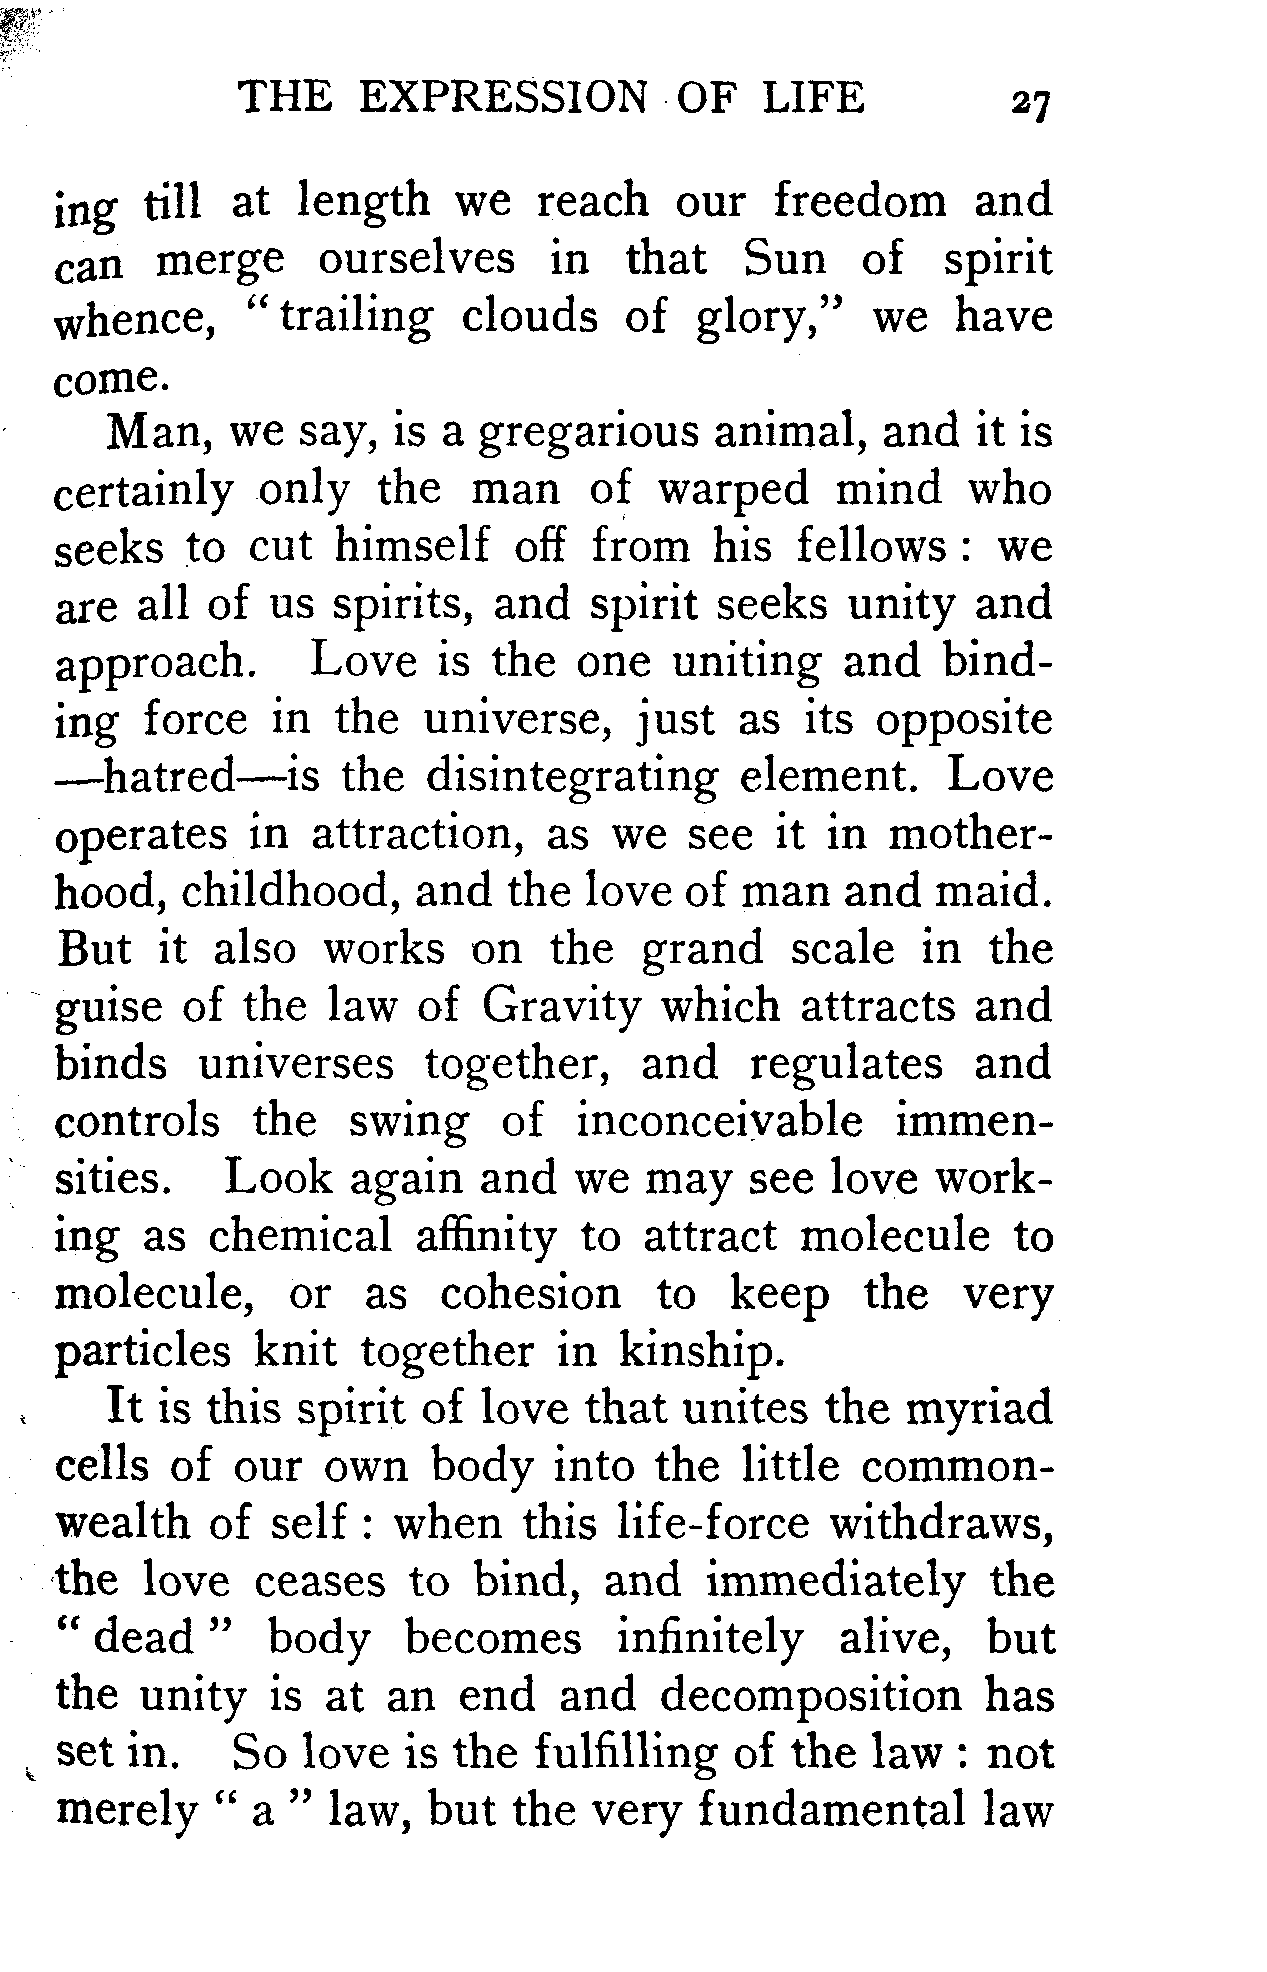 THE EXPRESSION OF LIFE 27
ing till at length we reach our freedom and
can merge ourselves in that Sun of spirit
whence, “ trailing clouds of glory,” we have
come.
Man, we say, is a gregarious animal, and it is
certainly only the man of warped mind who
seeks to cut himself off from his fellows : we
are all of us spirits, and spirit seeks unity and
approach. Love is the one uniting and bind-
ing force in the universe, just as its opposite
—hatred—is the disintegrating element. Love
operates in attraction, as we see it in mother-
hood, childhood, and the love of man and maid.
But it also works on the grand scale in the
guise of the law of Gravity which attracts and
binds universes together, and regulates and
controls the swing of inconceivable immen-
sities. Look again and we may see love work-
ing as chemical affinity to attract molecule to
molecule, or as cohesion to keep the very
particles knit together in kinship.
It is this spirit of love that unites the myriad
cells of our own body into the little common-
wealth of self : when this life-force withdraws,
the love ceases to bind, and immediately the
“ dead ” body becomes infinitely alive, but
the unity is at an end and decomposition has
set in. So love is the fulfilling of the law : not
merely “ a ” law, but the very fundamental law